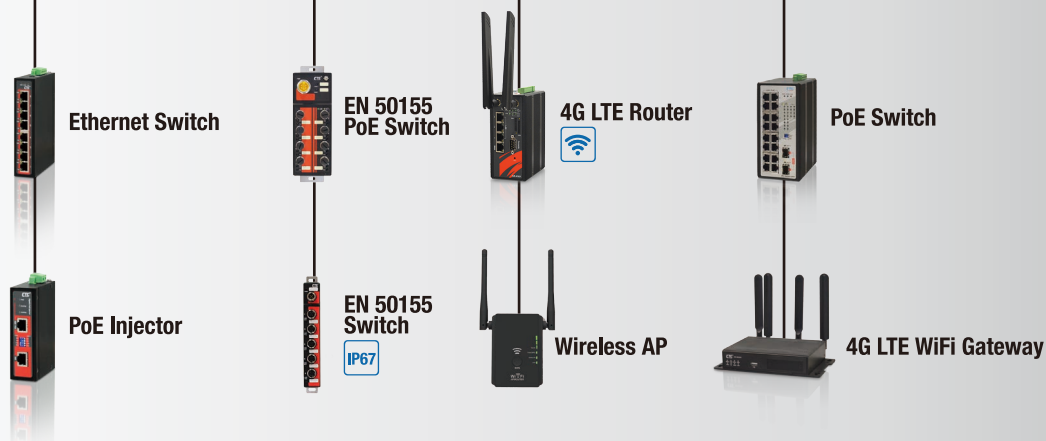 Ethernet Switch
EN 50155
PoE Switch
4G LTE Router
PoE Switch
PoE Injector
EN 50155
Switch
IP67
Wireless AP
WiFi
4G LTE WiFi Gateway